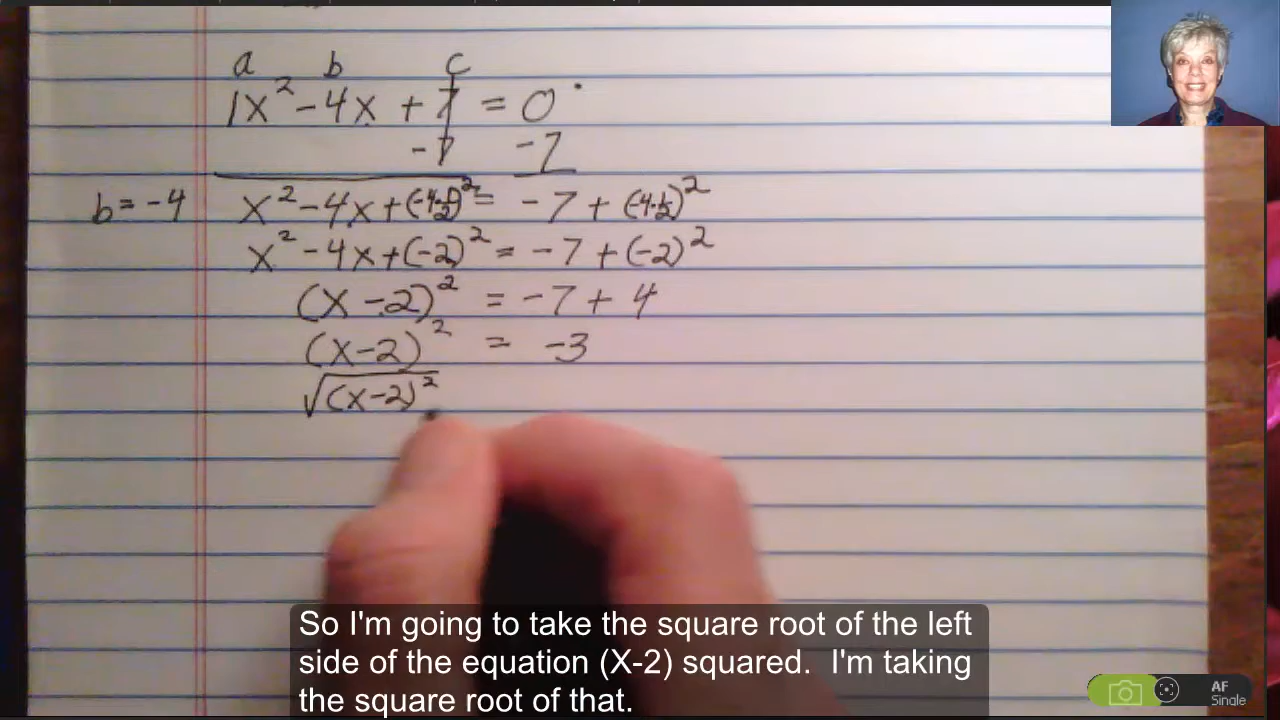 a b c
1x² - 4x + 7 = 0
-7 -7
b = -4 x² - 4x + (-4·½)² = -7 + (-4·½)²
x² - 4x + (-2)² = -7 + (-2)²
(x - 2)² = -7 + 4
(x-2)² = -3
√(x-2)²
So I'm going to take the square root of the left
side of the equation (X-2) squared. I'm taking
the square root of that.
AF
Single